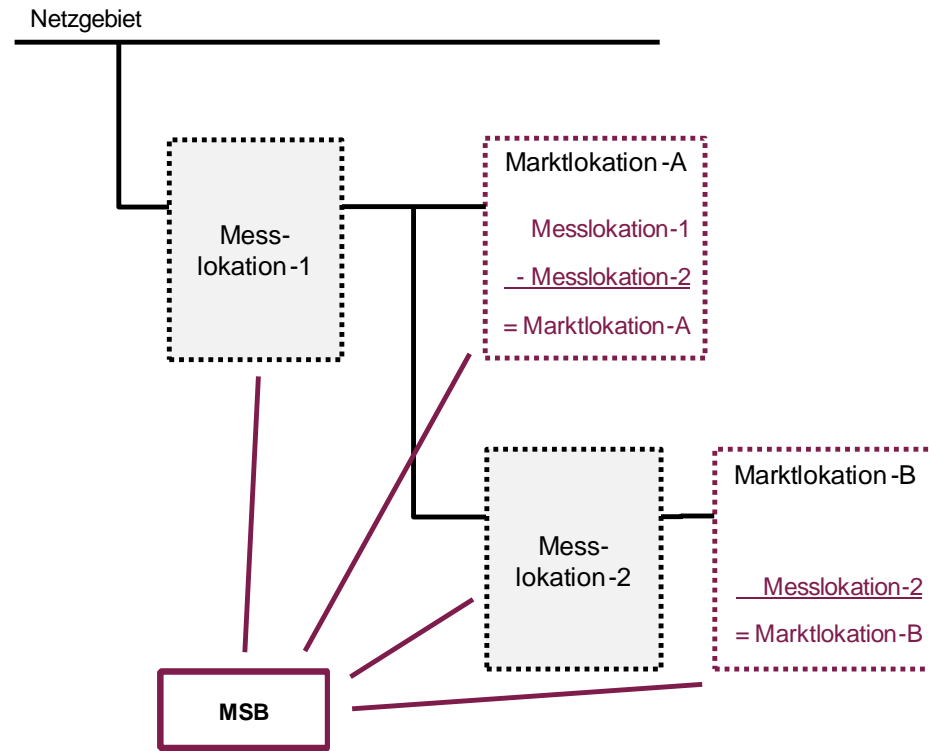 Netzgebiet
Mess-
lokation-1
Marktlokation-A
Messlokation-1
- Messlokation-2
= Marktlokation-A
Mess-
lokation-2
Marktlokation-B
Messlokation-2
= Marktlokation-B
MSB